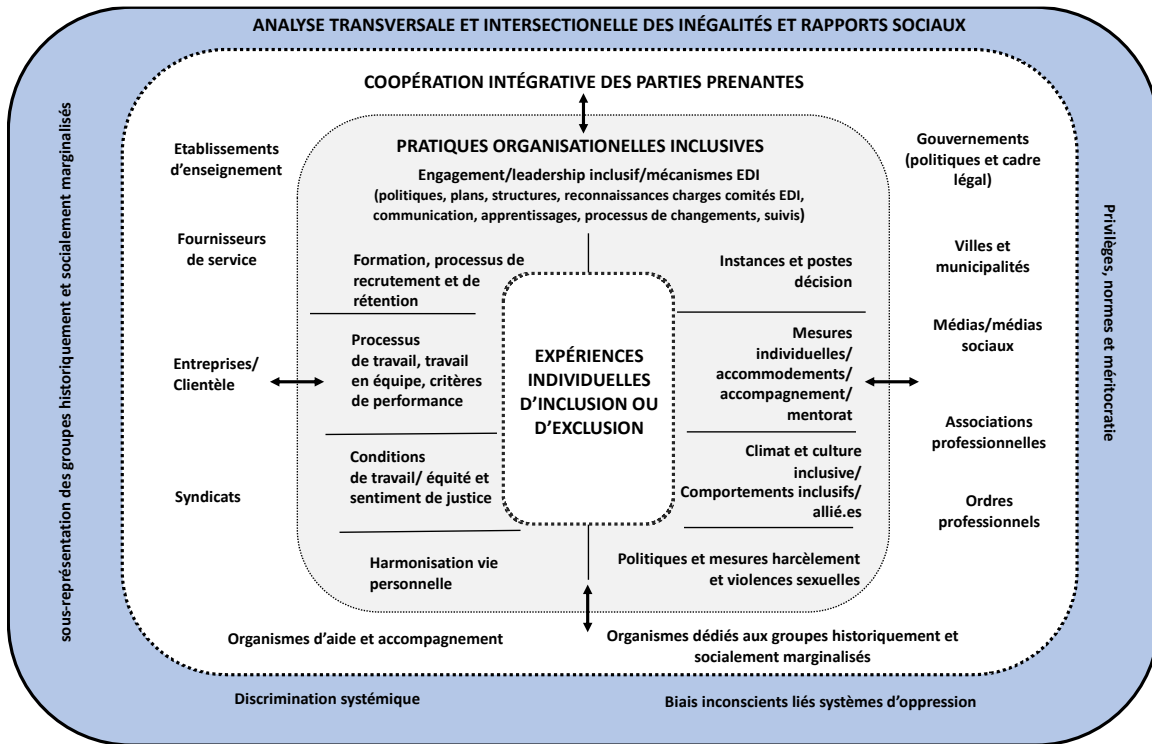 ANALYSE TRANSVERSALE ET INTERSECTIONELLE DES INÉGALITÉS ET RAPPORTS SOCIAUX
sous-représentation des groupes historiquement et socialement marginalisés
COOPÉRATION INTÉGRATIVE DES PARTIES PRENANTES
Etablissements
d'enseignement
Fournisseurs
de service
Entreprises/
Clientèle
Syndicats
PRATIQUES ORGANISATIONELLES INCLUSIVES
Engagement/leadership inclusif/mécanismes EDI
(politiques, plans, structures, reconnaissances charges comités EDI,
communication, apprentissages, processus de changements, suivis)
Formation, processus de
recrutement et de
rétention
Processus
de travail, travail
en équipe, critères
de performance
Conditions
de travail/ équité et
sentiment de justice
Harmonisation vie
personnelle
EXPÉRIENCES
INDIVIDUELLES
D'INCLUSION OU
D'EXCLUSION
Instances et postes
décision
Mesures
individuelles/
accommodements/
accompagnement/
mentorat
Climat et culture
inclusive/
Comportements inclusifs/
allié.es
Politiques et mesures harcèlement
et violences sexuelles
Gouvernements
(politiques et cadre
légal)
Villes et
municipalités
Médias/médias
sociaux
Associations
professionnelles
Ordres
professionnels
Privilèges, normes et méritocratie
Organismes d'aide et accompagnement
Organismes dédiés aux groupes historiquement et
socialement marginalisés
Discrimination systémique
Biais inconscients liés systèmes d'oppression